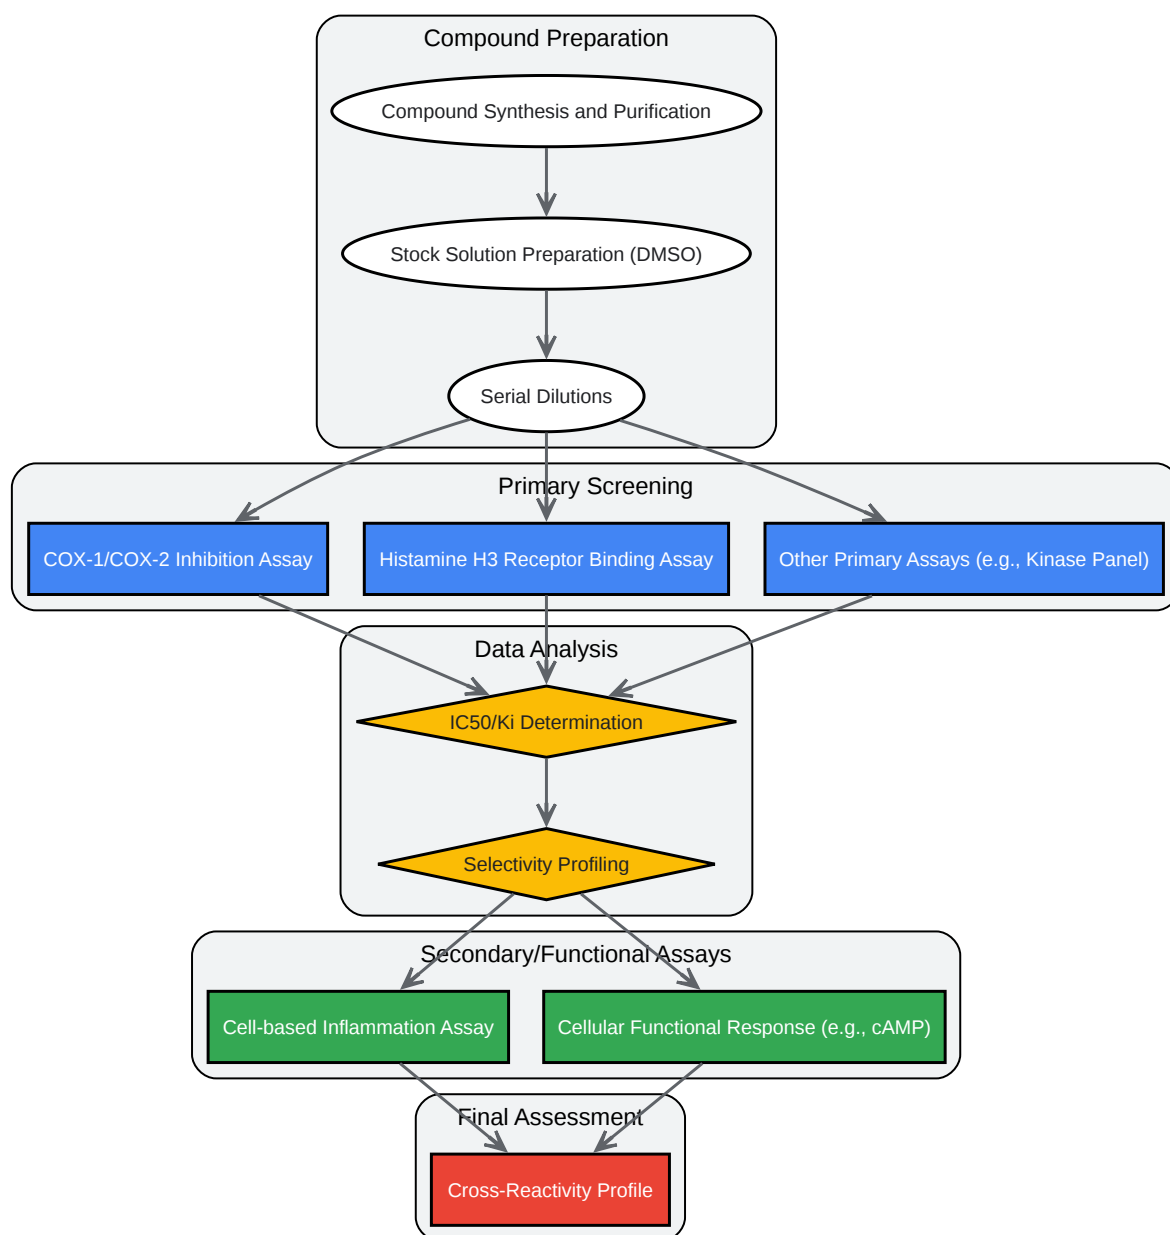 Compound Preparation
Compound Synthesis and Purification
Stock Solution Preparation (DMSO)
Serial Dilutions
Primary Screening
COX-1/COX-2 Inhibition Assay
Histamine H3 Receptor Binding Assay
Other Primary Assays (e.g., Kinase Panel)
Data Analysis
IC50/Ki Determination
Selectivity Profiling
Secondary/Functional Assays
Cell-based Inflammation Assay
Cellular Functional Response (e.g., cAMP)
Final Assessment
Cross-Reactivity Profile